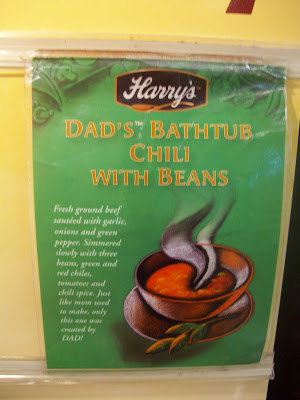 Harry's™
DAD'S™ BATHTUB
CHILI
WITH BEANS
Fresh ground beef
sautéed with garlic,
onions and green
pepper. Simmered
slowly with three
beans, green and
red chiles,
tomatoes and
chili spice. Just
like mom used
to make, only
this one was
created by
DAD!